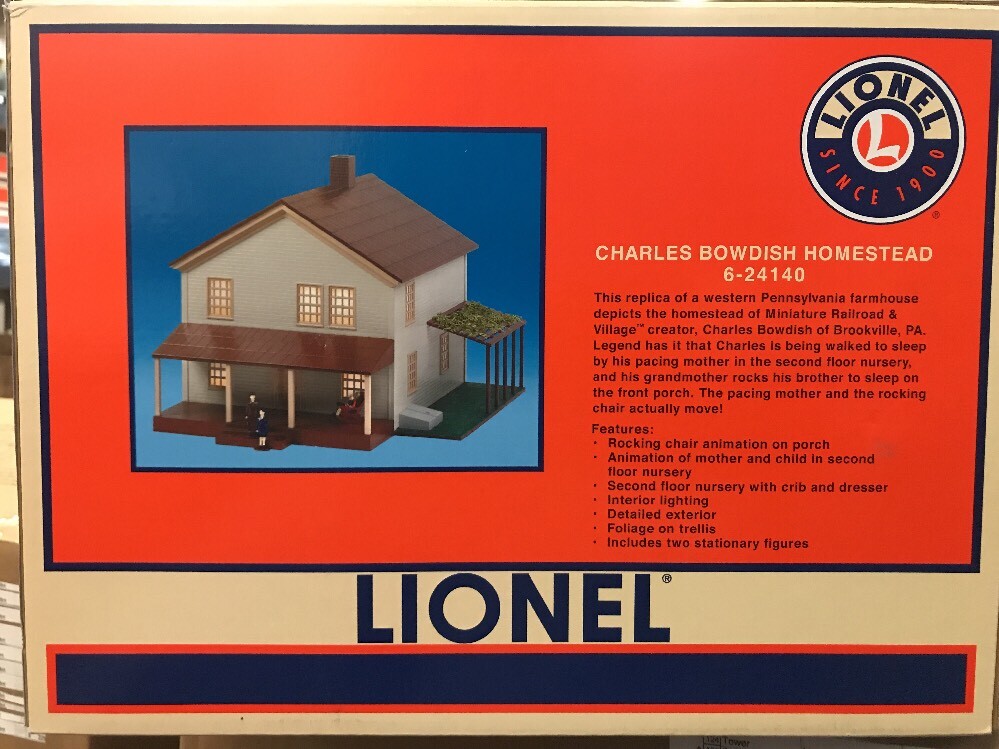 LIONEL
L
SINCE 1900
®
CHARLES BOWDISH HOMESTEAD
6-24140
This replica of a western Pennsylvania farmhouse
depicts the homestead of Miniature Railroad &
Village™ creator, Charles Bowdish of Brookville, PA.
Legend has it that Charles is being walked to sleep
by his pacing mother in the second floor nursery,
and his grandmother rocks his brother to sleep on
the front porch. The pacing mother and the rocking
chair actually move!
Features:
· Rocking chair animation on porch
· Animation of mother and child in second
floor nursery
· Second floor nursery with crib and dresser
· Interior lighting
· Detailed exterior
· Foliage on trellis
· Includes two stationary figures
LIONEL®
Tower